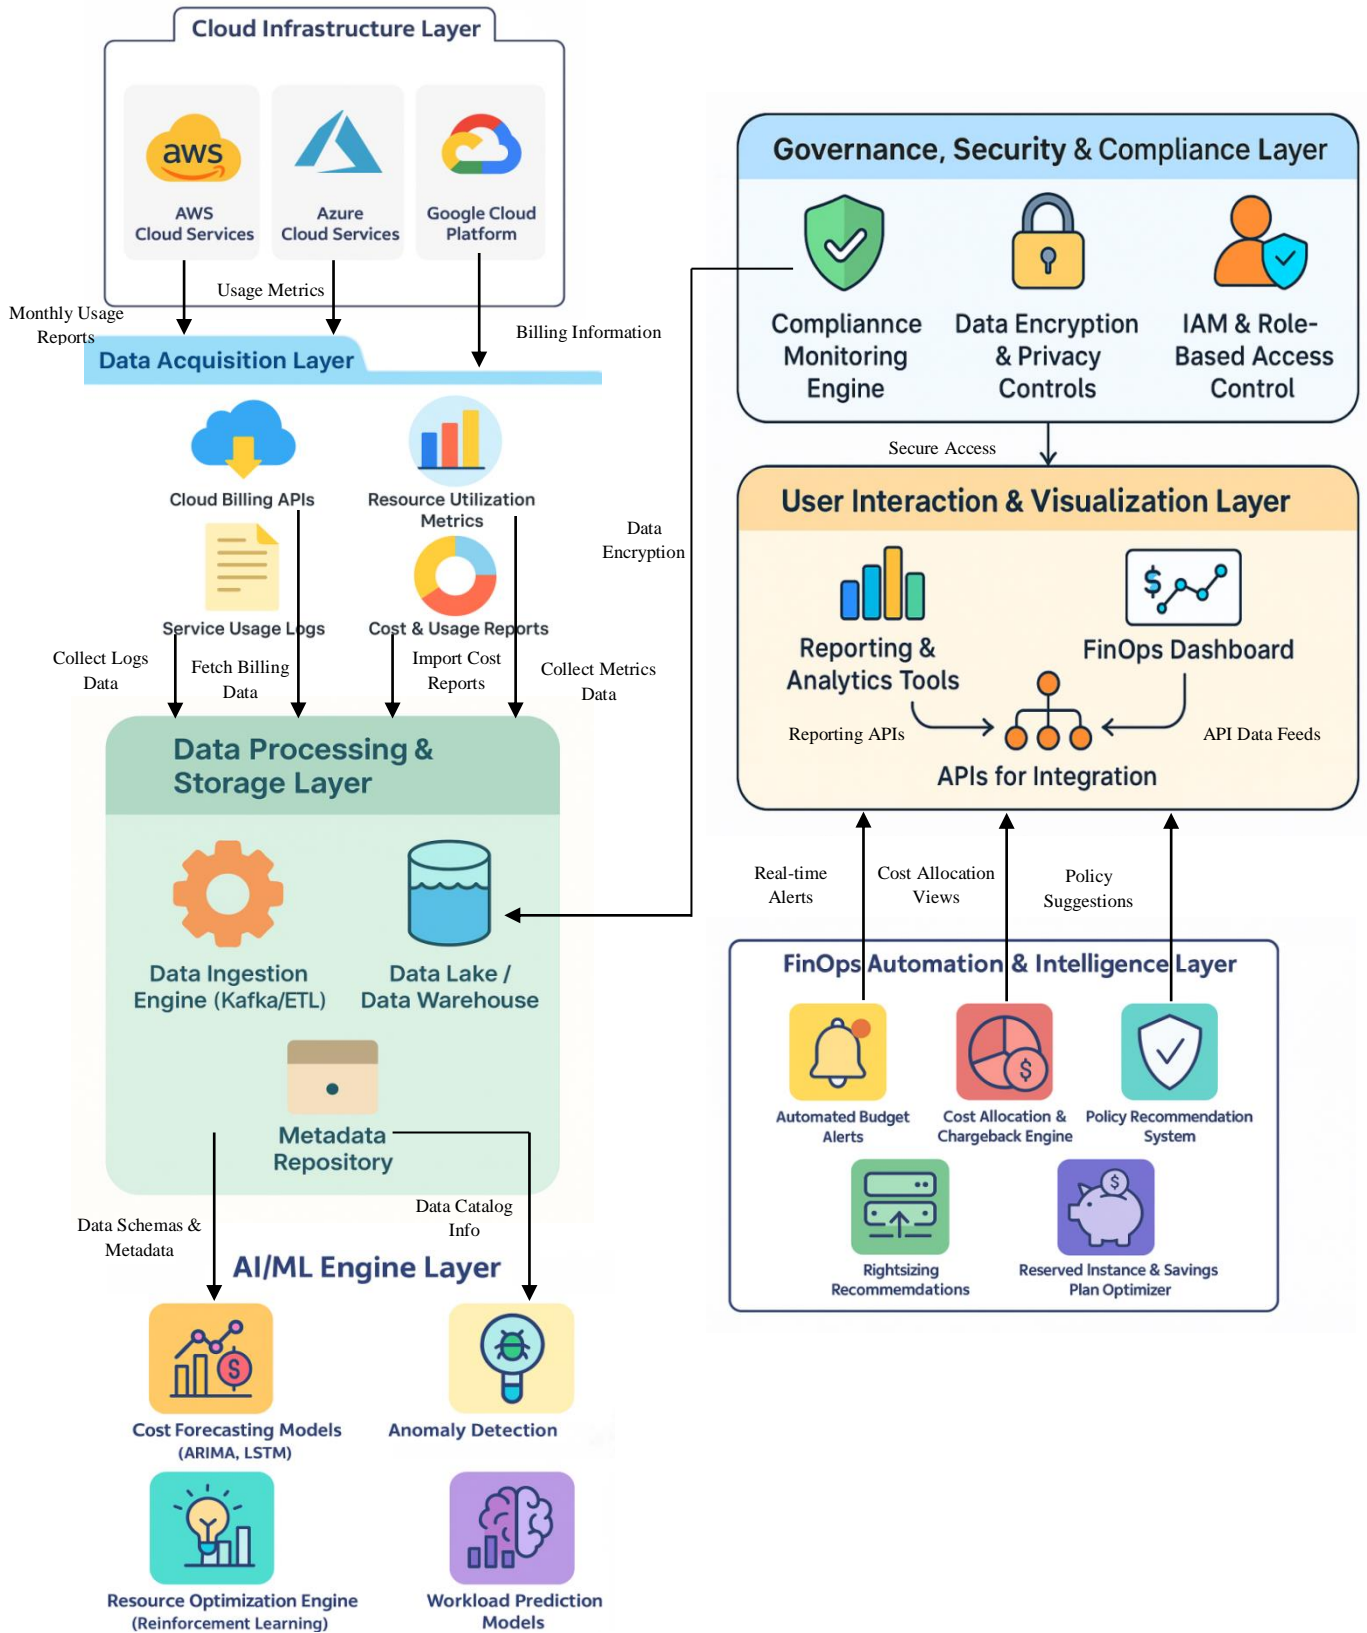 Cloud Infrastructure Layer
aws
AWS
Cloud Services
Azure
Cloud Services
Google Cloud
Platform
Monthly Usage
Reports
Usage Metrics
Billing Information
Data Acquisition Layer
Cloud Billing APIs
Resource Utilization
Metrics
Service Usage Logs
Cost & Usage Reports
Collect Logs
Data
Fetch Billing
Data
Import Cost
Reports
Collect Metrics
Data
Data Processing &
Storage Layer
Data Ingestion
Engine (Kafka/ETL)
Data Lake /
Data Warehouse
Metadata
Repository
Data Schemas &
Metadata
Data Catalog
Info
AI/ML Engine Layer
$
Cost Forecasting Models
(ARIMA, LSTM)
Anomaly Detection
Resource Optimization Engine
(Reinforcement Learning)
Workload Prediction
Models
Governance, Security & Compliance Layer
Compliannce
Monitoring
Engine
Data Encryption
& Privacy
Controls
IAM & Role-
Based Access
Control
Data
Encryption
Secure Access
User Interaction & Visualization Layer
$
Reporting &
Analytics Tools
FinOps Dashboard
Reporting APIs
API Data Feeds
APIs for Integration
Real-time
Alerts
Cost Allocation
Views
Policy
Suggestions
FinOps Automation & Intelligence Layer
$
Automated Budget
Alerts
Cost Allocation &
Chargeback Engine
Policy Recommendation
System
$
Rightsizing
Recommemdations
Reserved Instance & Savings
Plan Optimizer